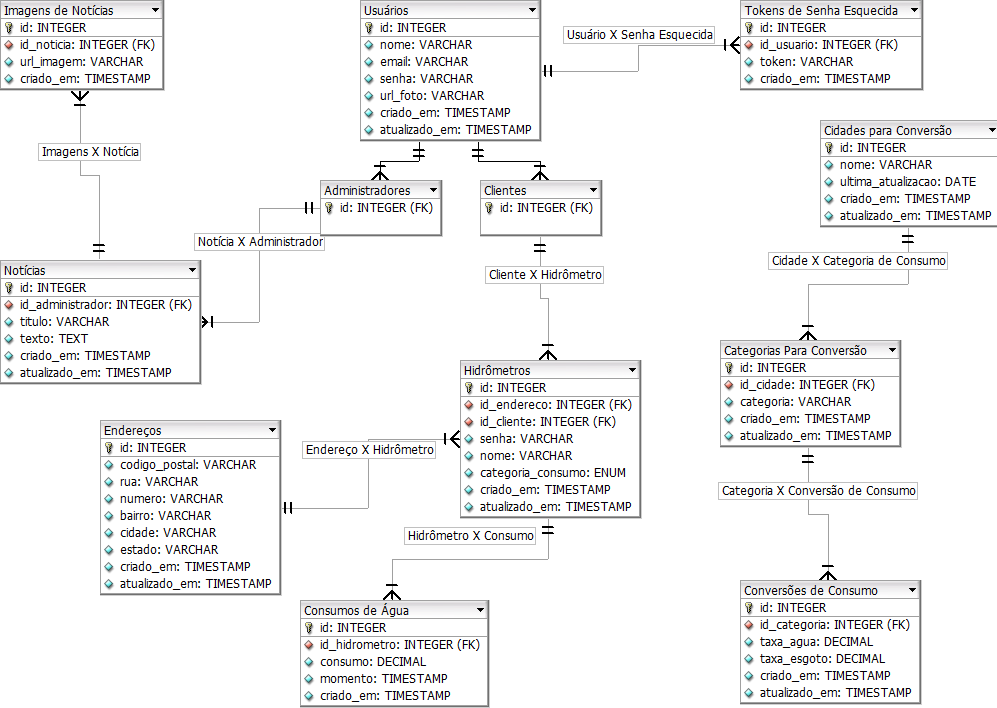 Imagens de Notícias
id: INTEGER
id_noticia: INTEGER (FK)
url_imagem: VARCHAR
criado_em: TIMESTAMP
Usuários
id: INTEGER
nome: VARCHAR
email: VARCHAR
senha: VARCHAR
url_foto: VARCHAR
criado_em: TIMESTAMP
atualizado_em: TIMESTAMP
Usuário X Senha Esquecida
Tokens de Senha Esquecida
id: INTEGER
id_usuario: INTEGER (FK)
token: VARCHAR
criado_em: TIMESTAMP
Imagens X Notícia
Cidades para Conversão
id: INTEGER
nome: VARCHAR
ultima_atualizacao: DATE
criado_em: TIMESTAMP
atualizado_em: TIMESTAMP
Administradores
id: INTEGER (FK)
Clientes
id: INTEGER (FK)
Notícia X Administrador
Cliente X Hidrômetro
Cidade X Categoria de Consumo
Notícias
id: INTEGER
id_administrador: INTEGER (FK)
titulo: VARCHAR
texto: TEXT
criado_em: TIMESTAMP
atualizado_em: TIMESTAMP
Hidrômetros
id: INTEGER
id_endereco: INTEGER (FK)
id_cliente: INTEGER (FK)
senha: VARCHAR
nome: VARCHAR
categoria_consumo: ENUM
criado_em: TIMESTAMP
atualizado_em: TIMESTAMP
Categorias Para Conversão
id: INTEGER
id_cidade: INTEGER (FK)
categoria: VARCHAR
criado_em: TIMESTAMP
atualizado_em: TIMESTAMP
Endereços
id: INTEGER
codigo_postal: VARCHAR
rua: VARCHAR
numero: VARCHAR
bairro: VARCHAR
cidade: VARCHAR
estado: VARCHAR
criado_em: TIMESTAMP
atualizado_em: TIMESTAMP
Endereço X Hidrômetro
Categoria X Conversão de Consumo
Hidrômetro X Consumo
Consumos de Água
id: INTEGER
id_hidrometro: INTEGER (FK)
consumo: DECIMAL
momento: TIMESTAMP
criado_em: TIMESTAMP
Conversões de Consumo
id: INTEGER
id_categoria: INTEGER (FK)
taxa_agua: DECIMAL
taxa_esgoto: DECIMAL
criado_em: TIMESTAMP
atualizado_em: TIMESTAMP